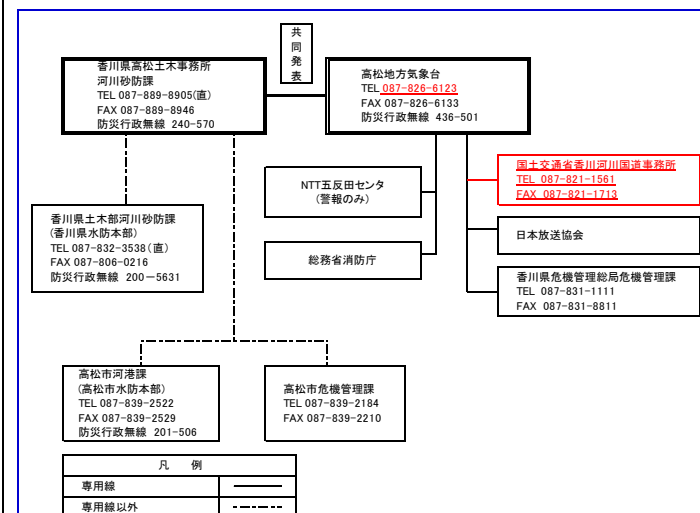 共
同
発
表
香川県高松土木事務所
河川砂防課
TEL 087-889-8905(直)
FAX 087-889-8946
防災行政無線 240-570
高松地方気象台
TEL 087-826-6123
FAX 087-826-6133
防災行政無線 436-501
NTT五反田センタ
(警報のみ)
総務省消防庁
国土交通省香川河川国道事務所
TEL 087-821-1561
FAX 087-821-1713
日本放送協会
香川県危機管理総局危機管理課
TEL 087-831-1111
FAX 087-831-8811
香川県土木部河川砂防課
(香川県水防本部)
TEL 087-832-3538(直)
FAX 087-806-0216
防災行政無線 200-5631
高松市河港課
(高松市水防本部)
TEL 087-839-2522
FAX 087-839-2529
防災行政無線 201-506
高松市危機管理課
TEL 087-839-2184
FAX 087-839-2210
凡 例
専用線
専用線以外